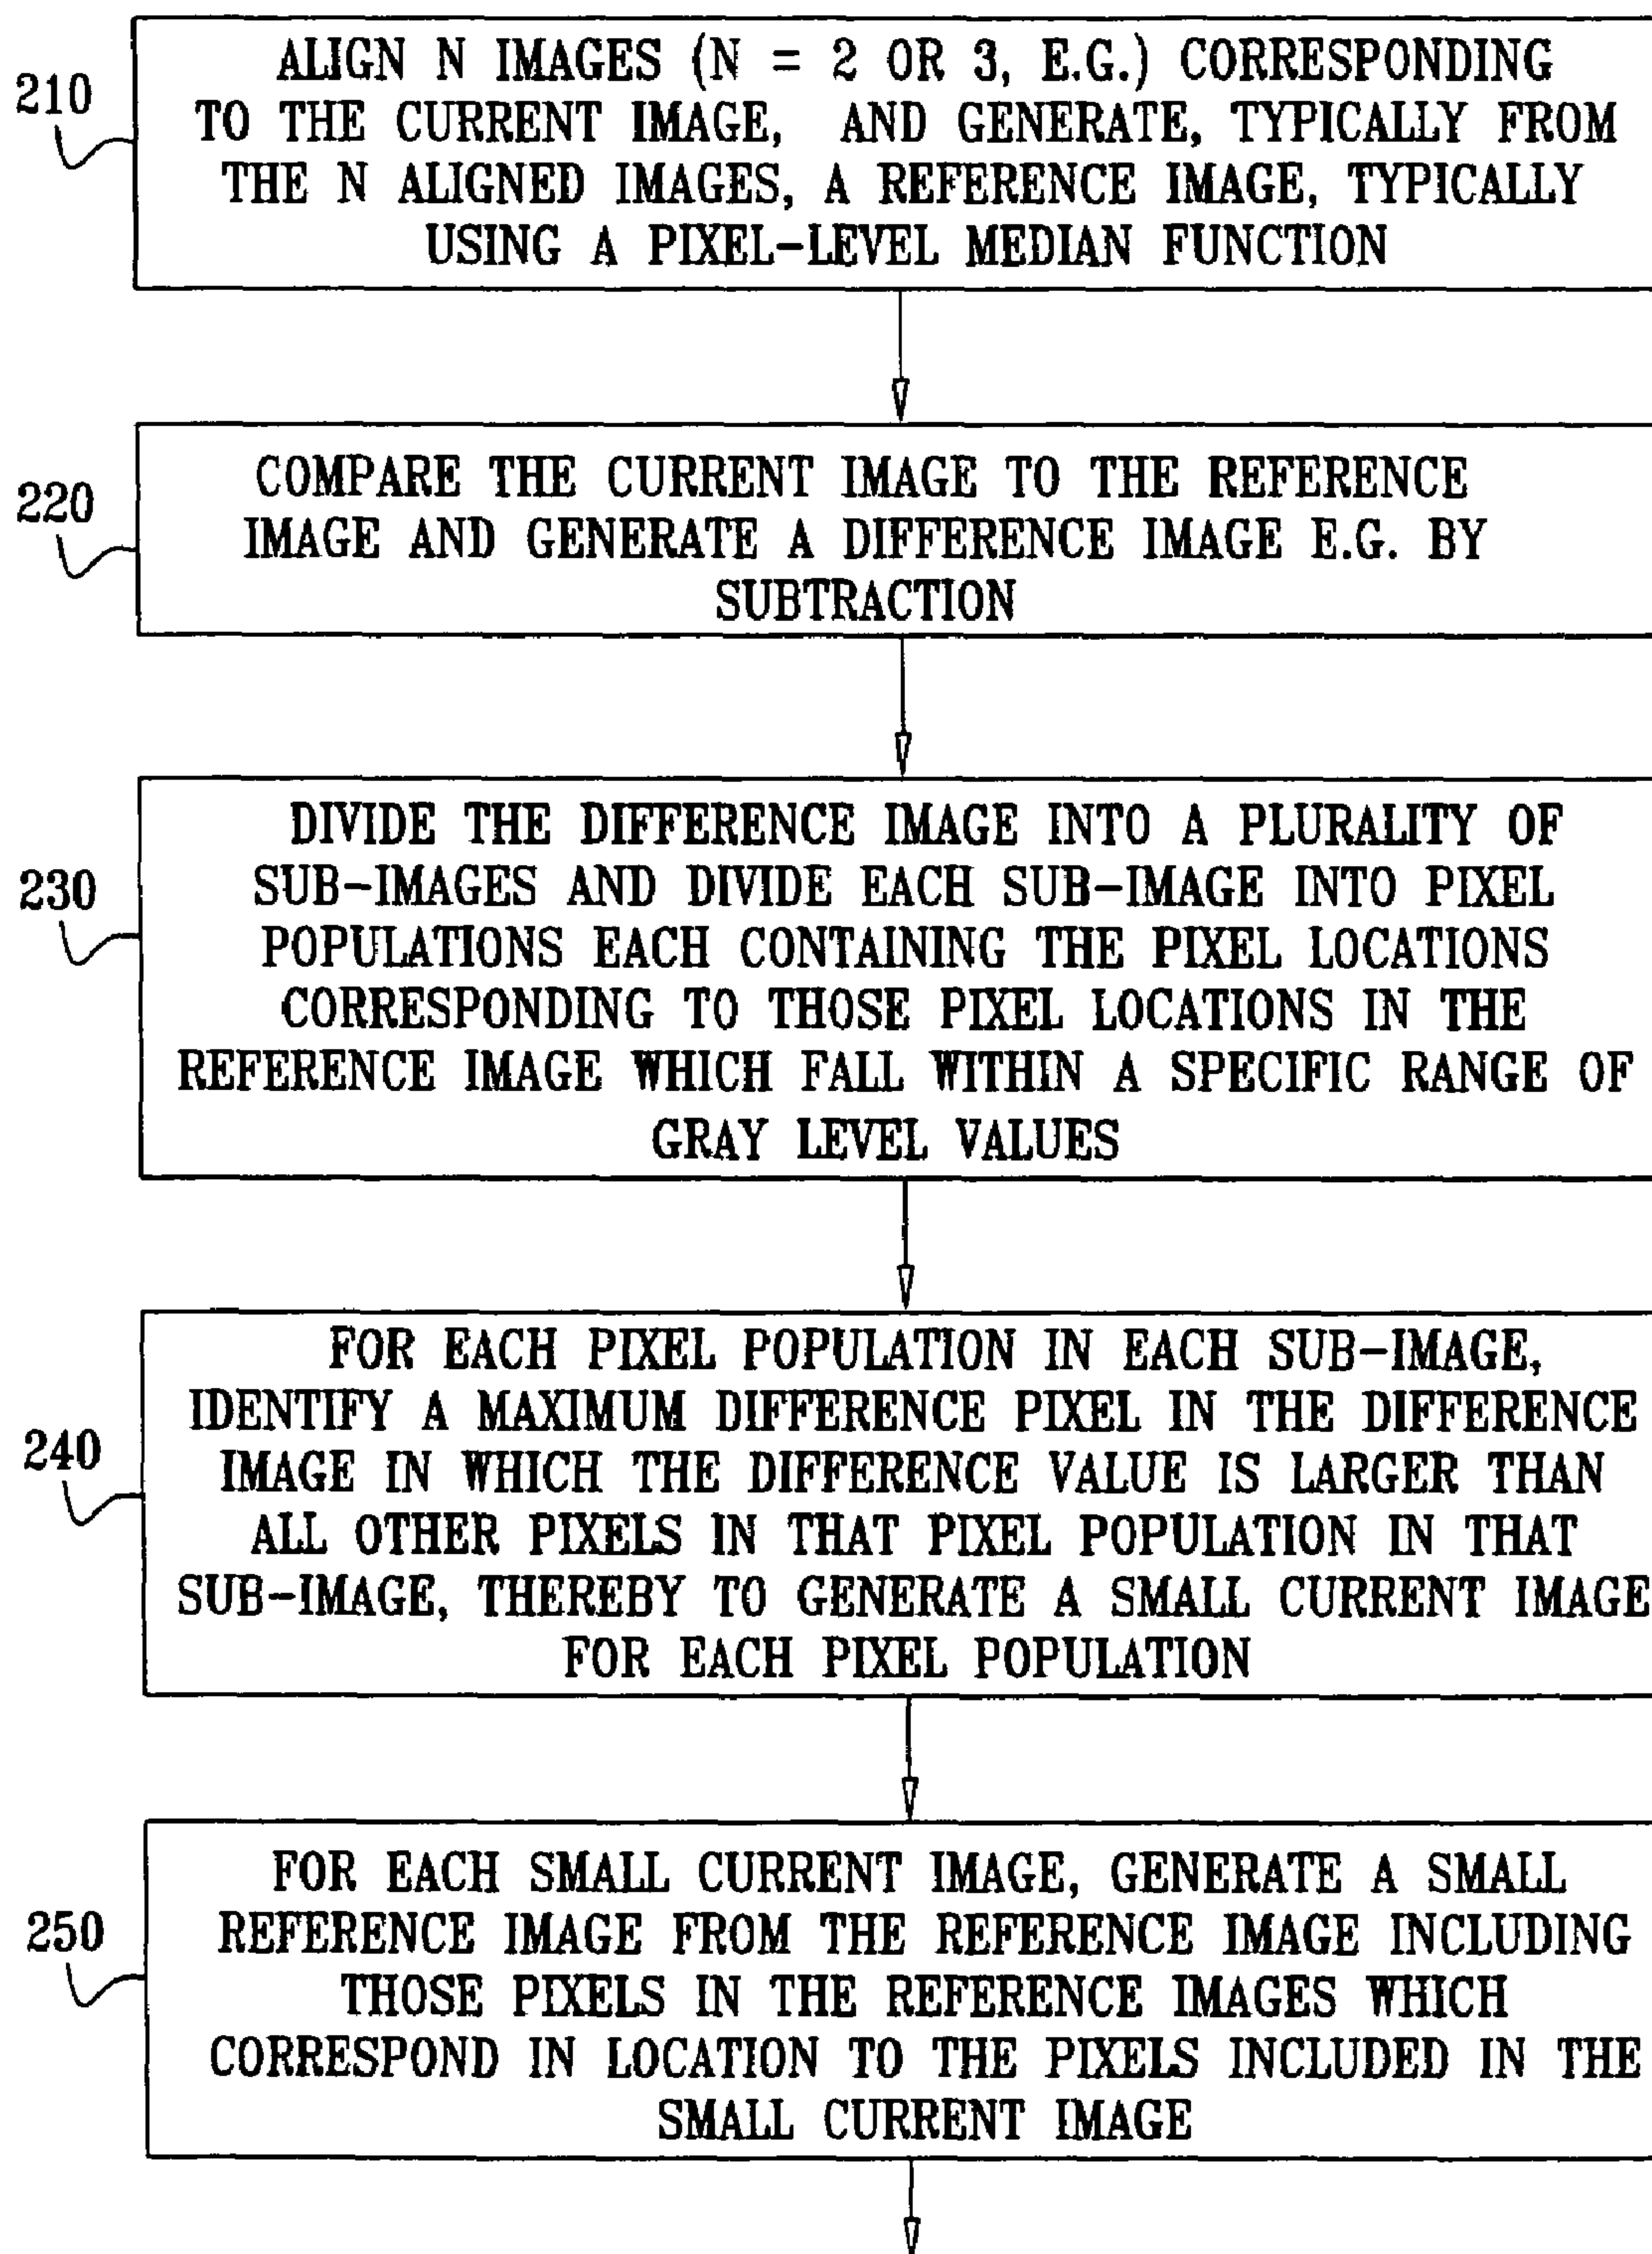 210
ALIGN N IMAGES (N = 2 OR 3, E.G.) CORRESPONDING
TO THE CURRENT IMAGE, AND GENERATE, TYPICALLY FROM
THE N ALIGNED IMAGES, A REFERENCE IMAGE, TYPICALLY
USING A PIXEL-LEVEL MEDIAN FUNCTION
220
COMPARE THE CURRENT IMAGE TO THE REFERENCE
IMAGE AND GENERATE A DIFFERENCE IMAGE E.G. BY
SUBTRACTION
230
DIVIDE THE DIFFERENCE IMAGE INTO A PLURALITY OF
SUB-IMAGES AND DIVIDE EACH SUB-IMAGE INTO PIXEL
POPULATIONS EACH CONTAINING THE PIXEL LOCATIONS
CORRESPONDING TO THOSE PIXEL LOCATIONS IN THE
REFERENCE IMAGE WHICH FALL WITHIN A SPECIFIC RANGE OF
GRAY LEVEL VALUES
240
FOR EACH PIXEL POPULATION IN EACH SUB-IMAGE,
IDENTIFY A MAXIMUM DIFFERENCE PIXEL IN THE DIFFERENCE
IMAGE IN WHICH THE DIFFERENCE VALUE IS LARGER THAN
ALL OTHER PIXELS IN THAT PIXEL POPULATION IN THAT
SUB-IMAGE, THEREBY TO GENERATE A SMALL CURRENT IMAGE
FOR EACH PIXEL POPULATION
250
FOR EACH SMALL CURRENT IMAGE, GENERATE A SMALL
REFERENCE IMAGE FROM THE REFERENCE IMAGE INCLUDING
THOSE PIXELS IN THE REFERENCE IMAGES WHICH
CORRESPOND IN LOCATION TO THE PIXELS INCLUDED IN THE
SMALL CURRENT IMAGE